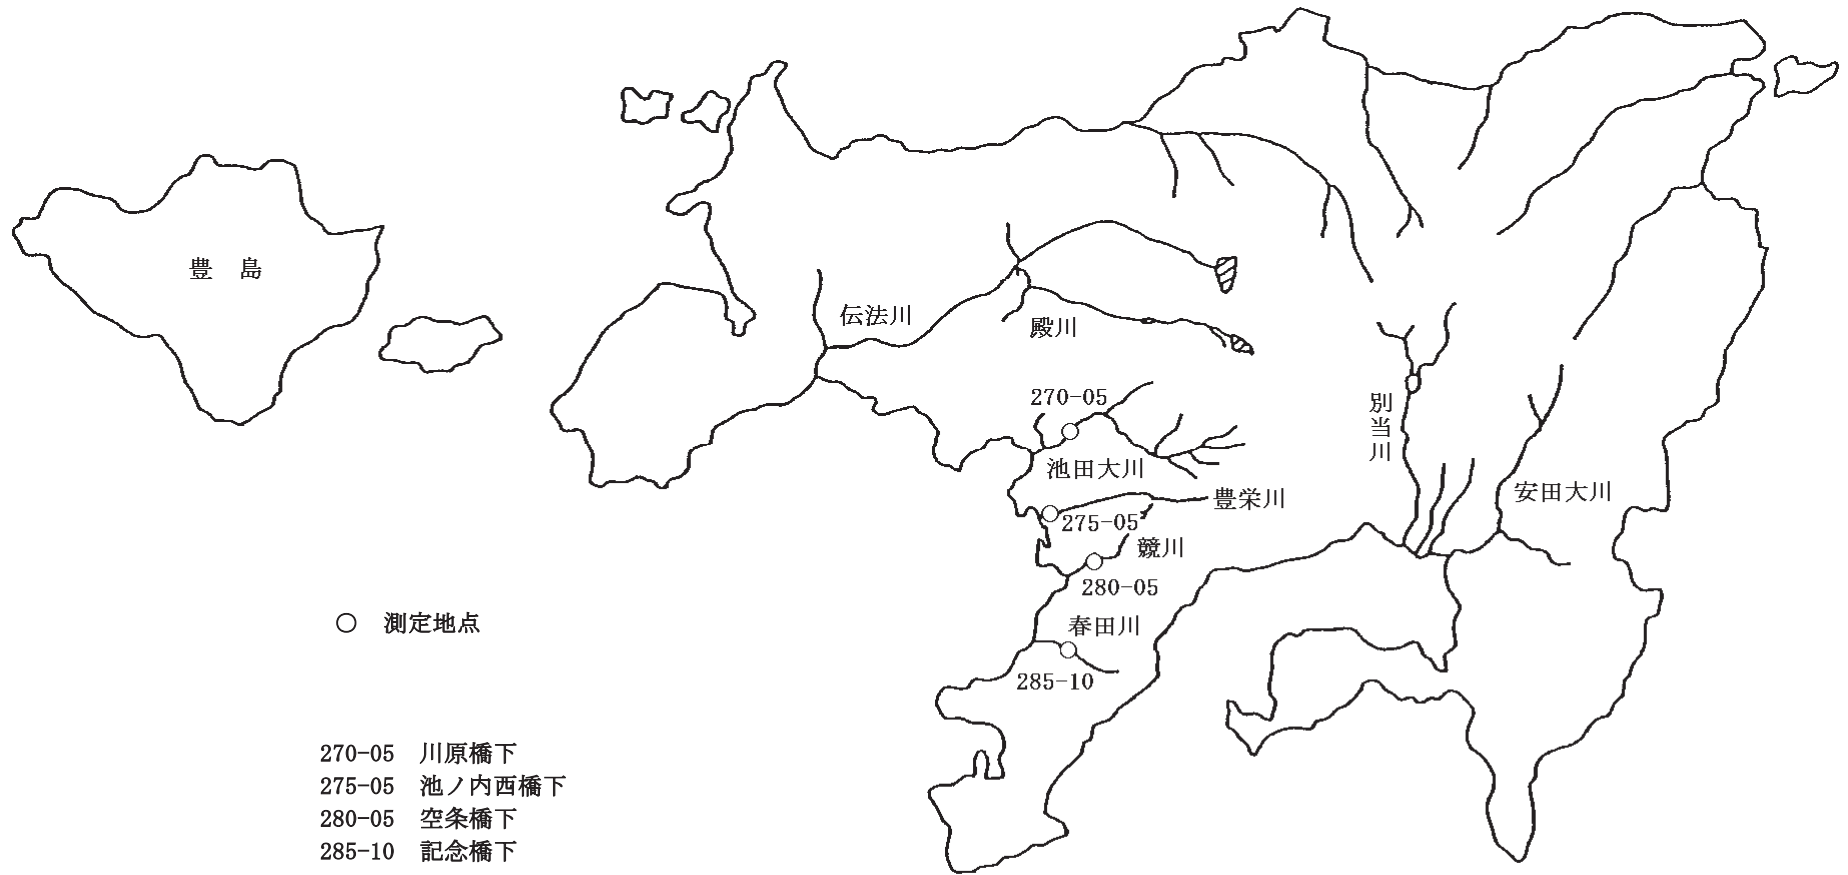 豊 島
伝法川
殿川
270-05
池田大川
別当川
豊栄川
安田大川
275-05
竸川
280-05
春田川
285-10
○ 測定地点
270-05 川原橋下
275-05 池ノ内西橋下
280-05 空条橋下
285-10 記念橋下